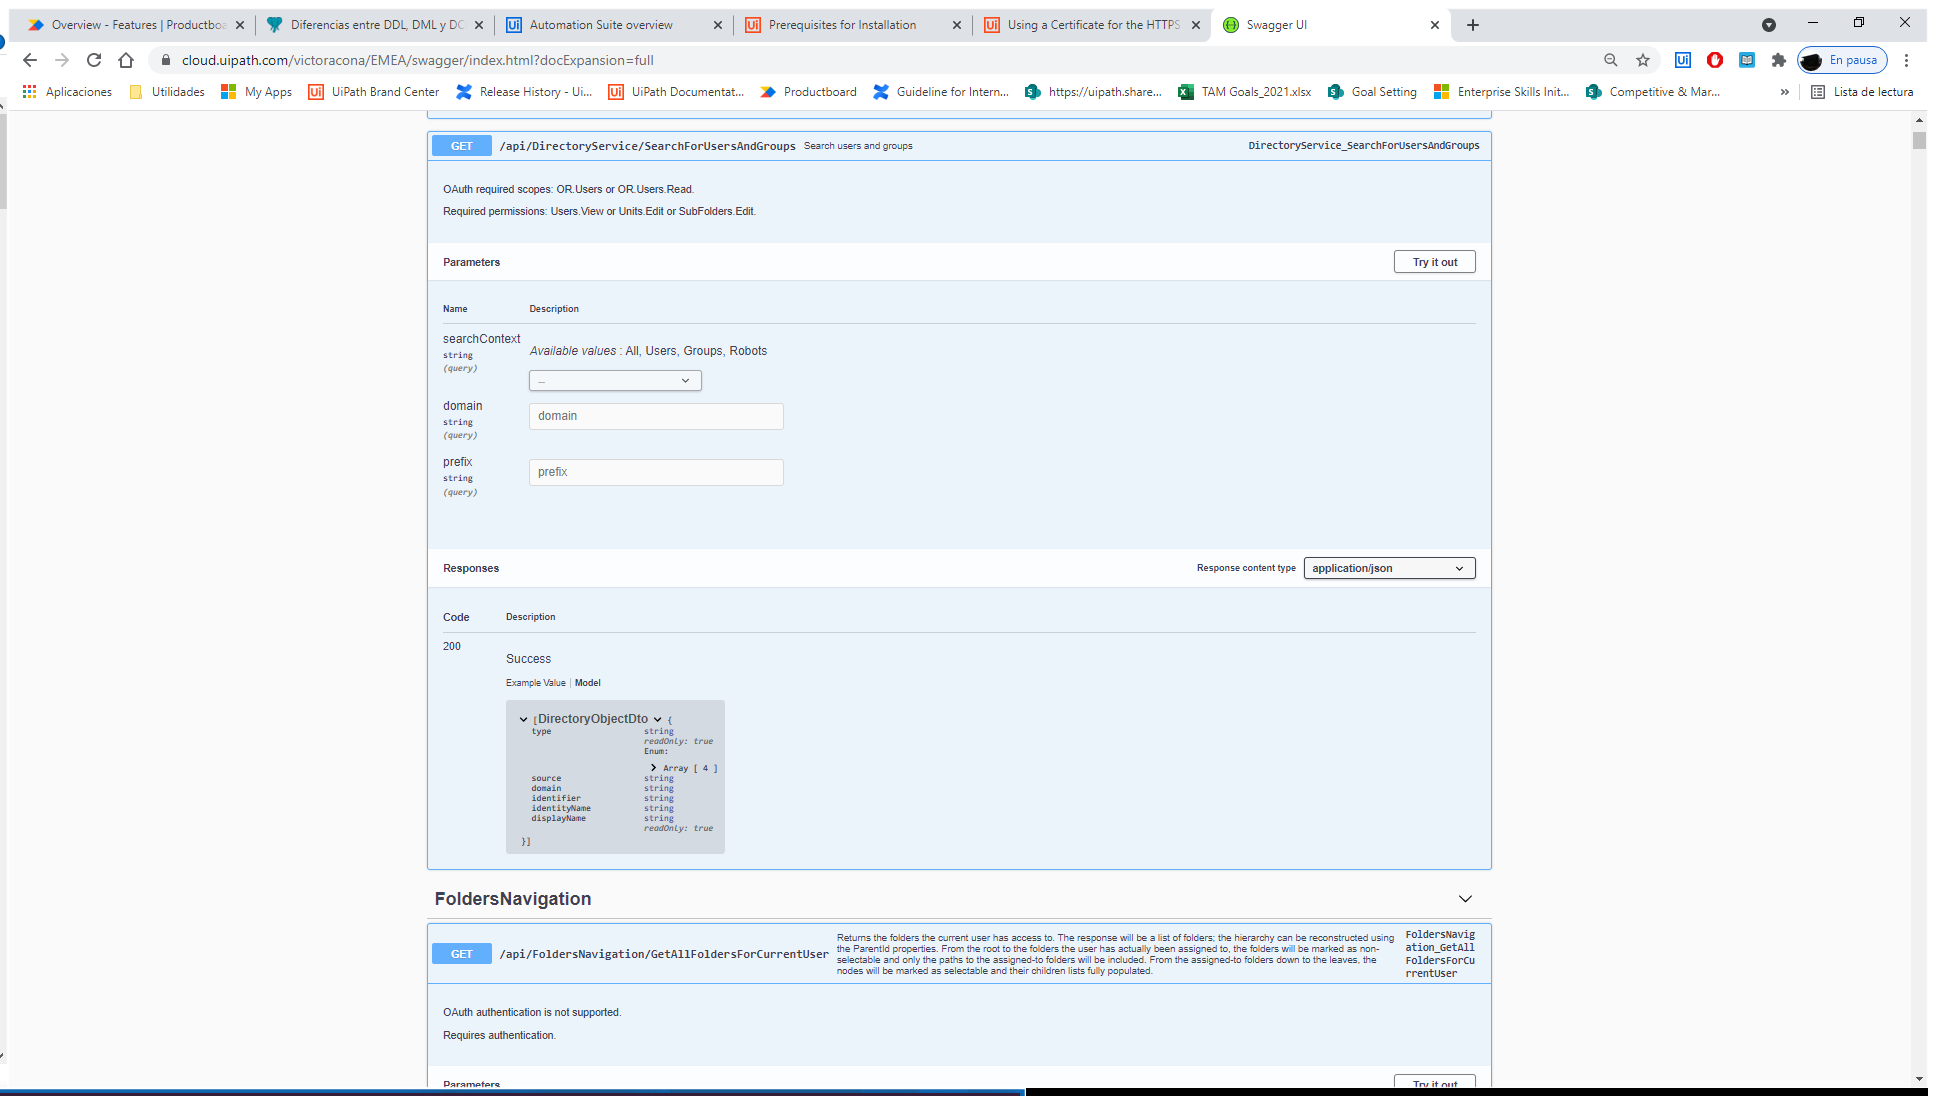 Overview - Features | Productboa
Diferencias entre DDL, DML y DC
Automation Suite overview
Prerequisites for Installation
Using a Certificate for the HTTPS
Swagger UI
cloud.uipath.com/victoracona/EMEA/swagger/index.html?docExpansion=full
En pausa
Aplicaciones
Utilidades
My Apps
UiPath Brand Center
Release History - Ui...
UiPath Documentat...
Productboard
Guideline for Intern...
https://uipath.share...
TAM Goals_2021.xlsx
Goal Setting
Enterprise Skills Init...
Competitive & Mar...
»
Lista de lectura
GET /api/DirectoryService/SearchForUsersAndGroups Search users and groups DirectoryService_SearchForUsersAndGroups
OAuth required scopes: OR.Users or OR.Users.Read.
Required permissions: Users.View or Units.Edit or SubFolders.Edit.
Parameters Try it out
Name Description
searchContext
string
(query)
Available values : All, Users, Groups, Robots
--
domain
string
(query)
domain
prefix
string
(query)
prefix
Responses Response content type application/json
Code Description
200
Success
Example Value | Model
[DirectoryObjectDto {
type string
readOnly: true
Enum:
Array [ 4 ]
source string
domain string
identifier string
identityName string
displayName string
readOnly: true
}]
FoldersNavigation
GET /api/FoldersNavigation/GetAllFoldersForCurrentUser
Returns the folders the current user has access to. The response will be a list of folders; the hierarchy can be reconstructed using
the ParentId properties. From the root to the folders the user has actually been assigned to, the folders will be marked as non-
selectable and only the paths to the assigned-to folders will be included. From the assigned-to folders down to the leaves, the
nodes will be marked as selectable and their children lists fully populated.
FoldersNavig
ation_GetAll
FoldersForCu
rrentUser
OAuth authentication is not supported.
Requires authentication.
Parameters Try it out